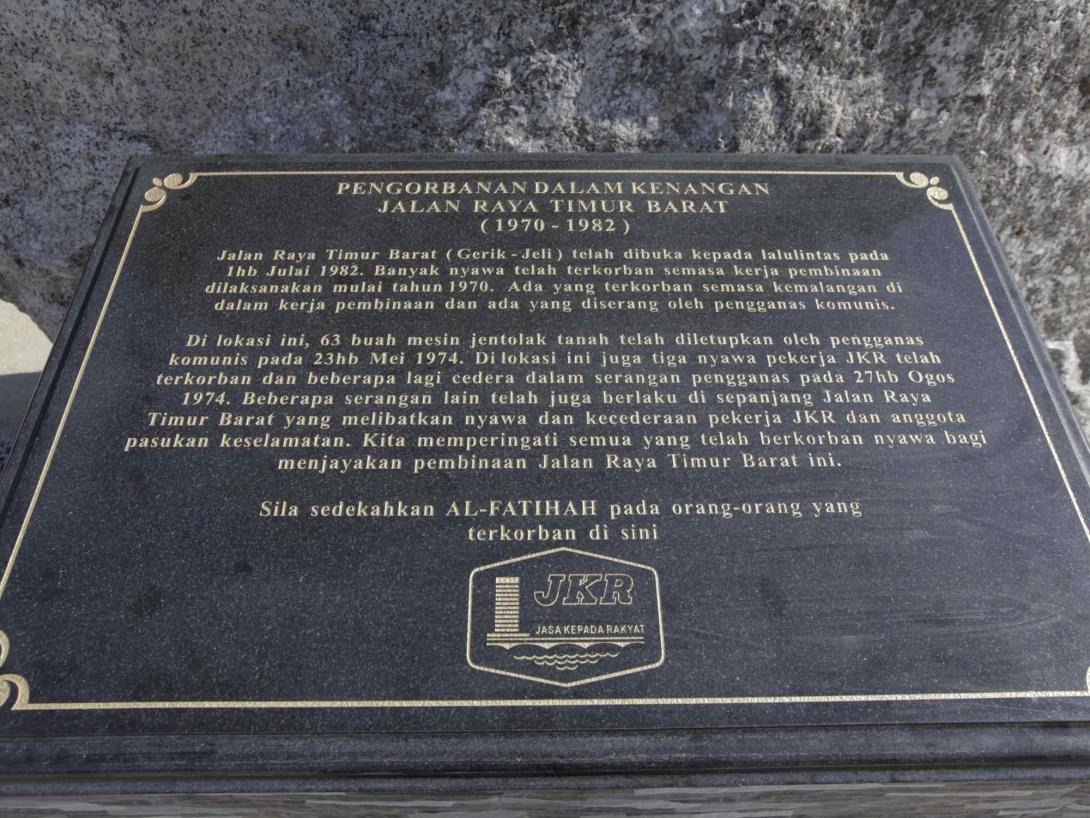 PENGORBANAN DALAM KENANGAN
JALAN RAYA TIMUR BARAT
(1970 - 1982)
Jalan Raya Timur Barat (Gerik - Jeli) telah dibuka kepada lalulintas pada
1hb Julai 1982. Banyak nyawa telah terkorban semasa kerja pembinaan
dilaksanakan mulai tahun 1970. Ada yang terkorban semasa kemalangan di
dalam kerja pembinaan dan ada yang diserang oleh pengganas komunis.
Di lokasi ini, 63 buah mesin jentolak tanah telah diletupkan oleh pengganas
komunis pada 23hb Mei 1974. Di lokasi ini juga tiga nyawa pekerja JKR telah
terkorban dan beberapa lagi cedera dalam serangan pengganas pada 27hb Ogos
1974. Beberapa serangan lain telah juga berlaku di sepanjang Jalan Raya
Timur Barat yang melibatkan nyawa dan kecederaan pekerja JKR dan anggota
pasukan keselamatan. Kita memperingati semua yang telah berkorban nyawa bagi
menjayakan pembinaan Jalan Raya Timur Barat ini.
Sila sedekahkan AL-FATIHAH pada orang-orang yang
terkorban di sini
JKR
JASA KEPADA RAKYAT